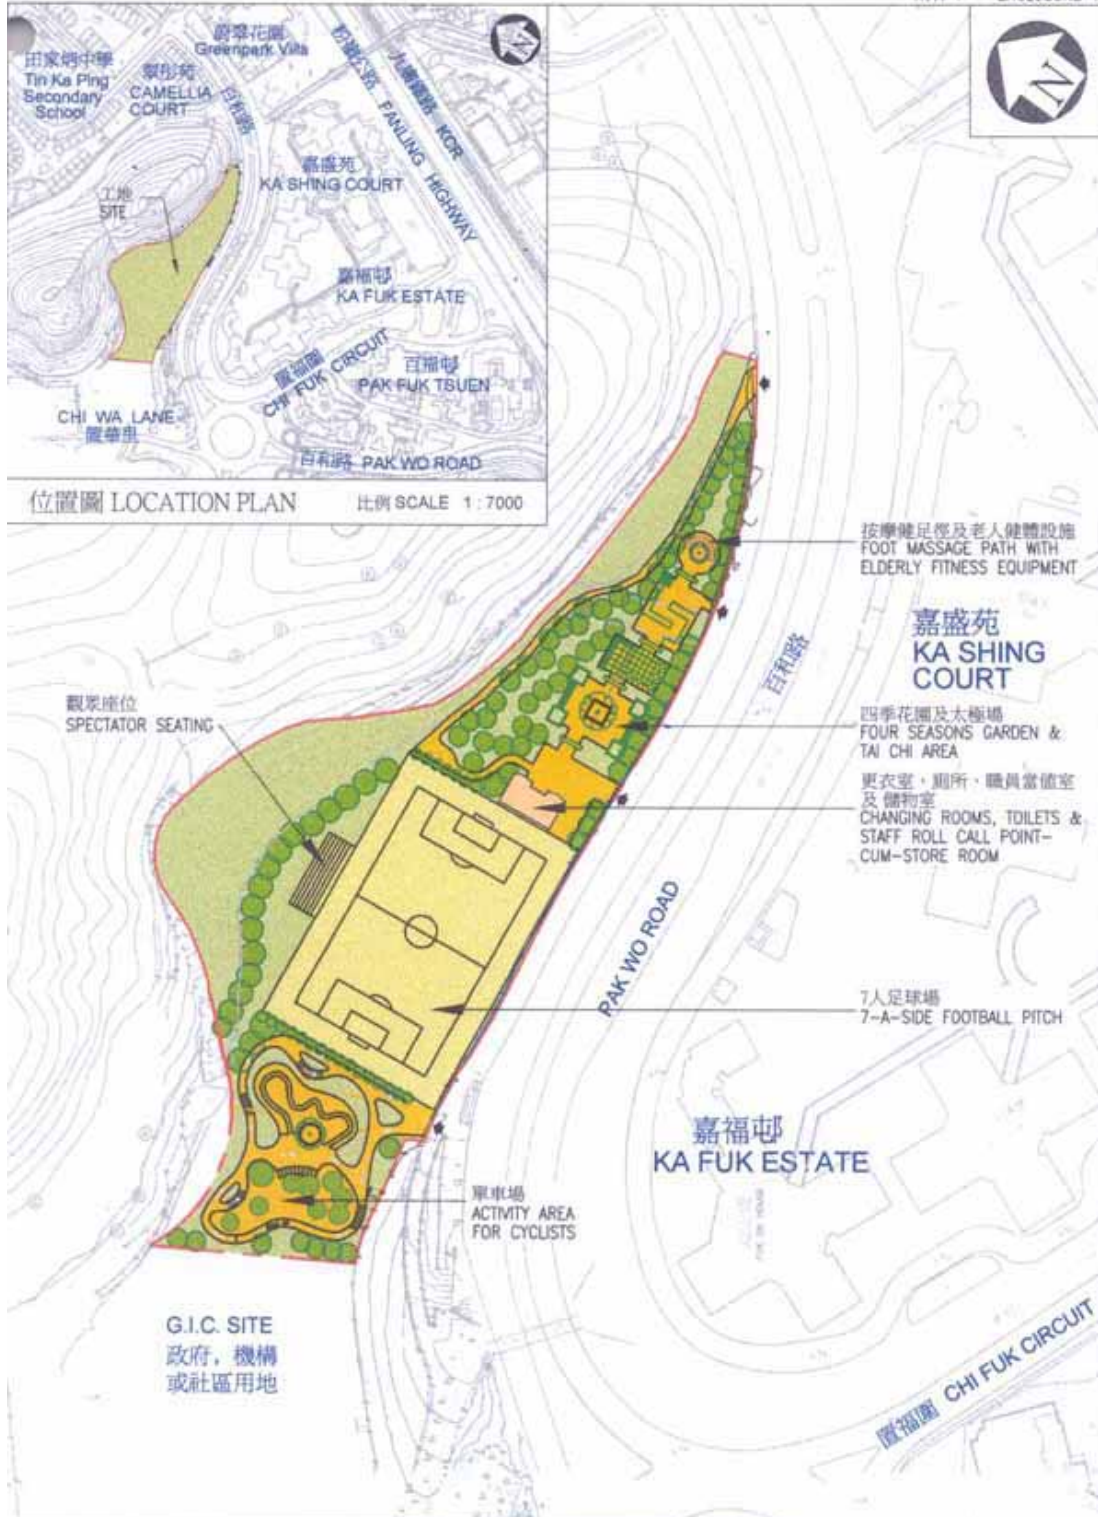 蔚翠花園
Greenpark Villa
田家炳中學
Tin Ka Ping
Secondary
School
翠彤苑
CAMELLIA
COURT
百和路
粉嶺公路 FANLING HIGHWAY
九廣鐵路 KCR
N
N
嘉盛苑
KA SHING COURT
工地
SITE
嘉福邨
KA FUK ESTATE
置福圍
CHI FUK CIRCUIT
百福邨
PAK FUK TSUEN
CHI WA LANE
置華里
百和路 PAK WO ROAD
位置圖 LOCATION PLAN
比例 SCALE 1 : 7000
按摩健足徑及老人健體設施
FOOT MASSAGE PATH WITH
ELDERLY FITNESS EQUIPMENT
嘉盛苑
KA SHING
COURT
百和路
觀眾座位
SPECTATOR SEATING
四季花園及太極場
FOUR SEASONS GARDEN &
TAI CHI AREA
更衣室，廁所，職員當值室
及 儲物室
CHANGING ROOMS, TOILETS &
STAFF ROLL CALL POINT-
CUM-STORE ROOM
PAK WO ROAD
7人足球場
7-A-SIDE FOOTBALL PITCH
嘉福邨
KA FUK ESTATE
單車場
ACTIVITY AREA
FOR CYCLISTS
G.I.C. SITE
政府，機構
或社區用地
置福圍 CHI FUK CIRCUIT